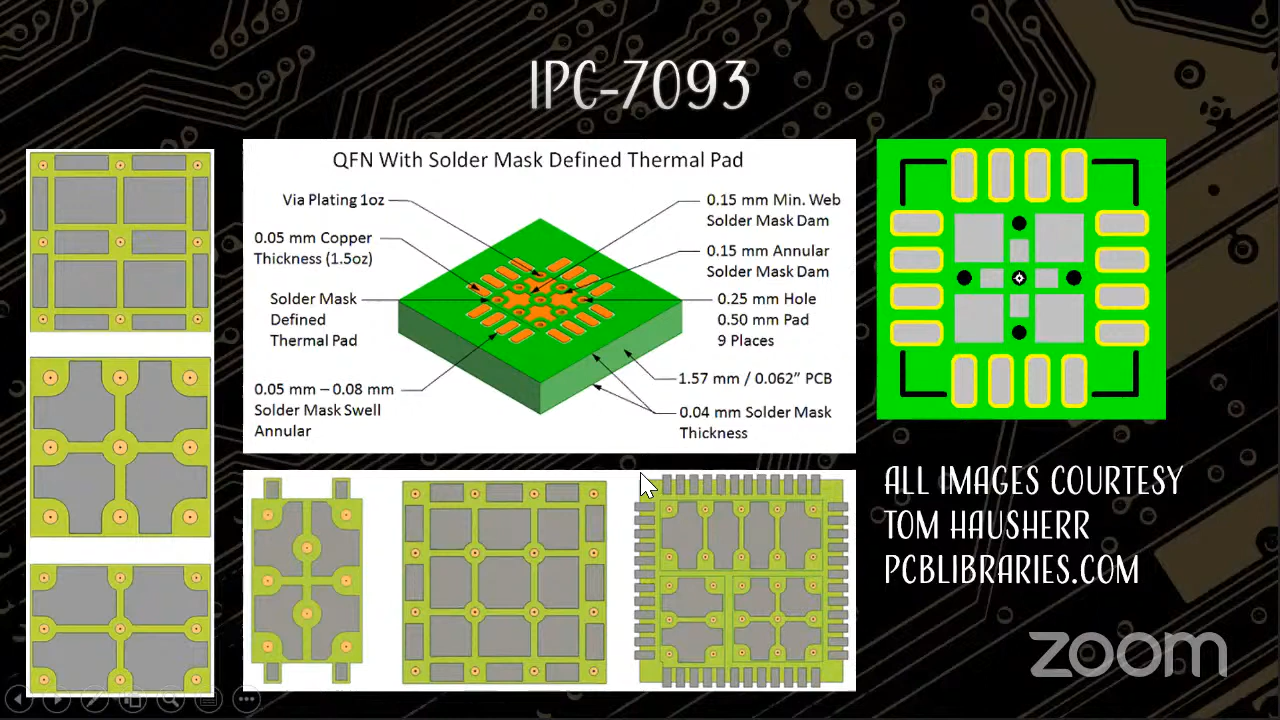 IPC-7093
QFN With Solder Mask Defined Thermal Pad
Via Plating 1oz
0.05 mm Copper
Thickness (1.5oz)
Solder Mask
Defined
Thermal Pad
0.05 mm – 0.08 mm
Solder Mask Swell
Annular
0.15 mm Min. Web
Solder Mask Dam
0.15 mm Annular
Solder Mask Dam
0.25 mm Hole
0.50 mm Pad
9 Places
1.57 mm / 0.062” PCB
0.04 mm Solder Mask
Thickness
ALL IMAGES COURTESY
TOM HAUSHERR
PCBLIBRARIES.COM
zoom